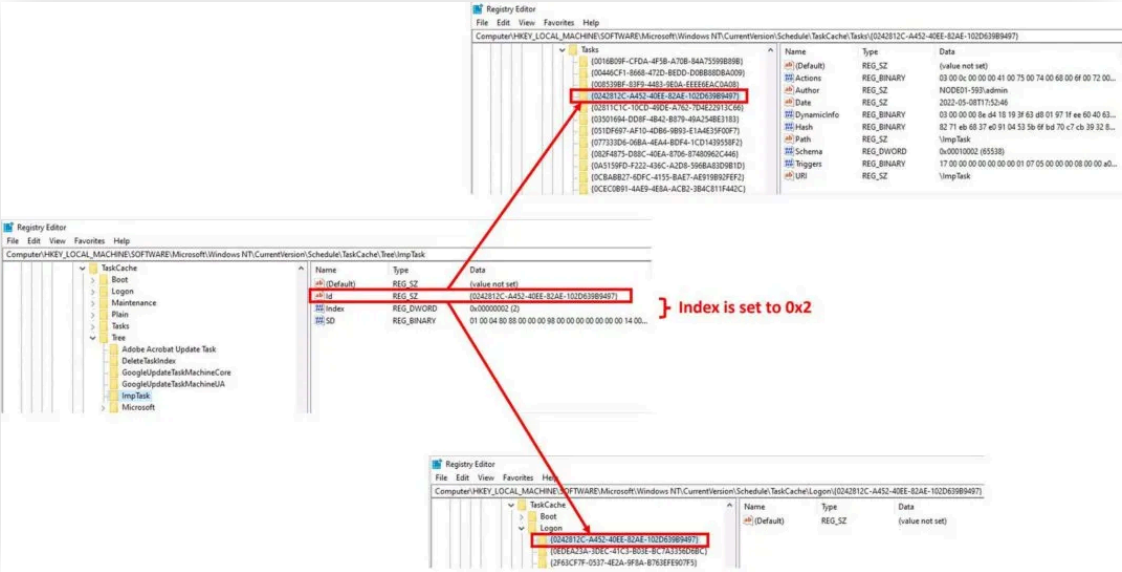 Registry Editor
File Edit View Favorites Help
Computer\HKEY_LOCAL_MACHINE\SOFTWARE\Microsoft\Windows NT\CurrentVersion\Schedule\TaskCache\Tasks\{0242812C-A452-40EE-82AE-102D639B9497}
Tasks
{0016B09F-CFDA-4F5B-A70B-84A75599B89B}
{00446CF1-8668-472D-BEDD-D0BB8BDBA009}
{008539BF-83F9-4483-9E0A-EEEE6EAC0A08}
{0242812C-A452-40EE-82AE-102D639B9497}
{02811C1C-10CD-49DE-A762-7D4E22913C66}
{03501694-DD8F-4B42-B879-49A254BE3183}
{051DF697-AF10-4DB6-9B93-E1A4E35F00F7}
{077333D6-06BA-4EA4-BDF4-1CD1439558F2}
{082F4875-D88C-40EA-8706-87480962C446}
{0A5159FD-F222-436C-A2D8-596BA83D9B1D}
{0CBABB27-6DFC-4155-BAE7-AE919B92FEF2}
{0CEC0B91-4AE9-4E8A-ACB2-3B4C811F442C}
Name Type Data
(Default) REG_SZ (value not set)
Actions REG_BINARY 03 00 0c 00 00 00 41 00 75 00 74 00 68 00 6f 00 72 00...
Author REG_SZ NODE01-593\admin
Date REG_SZ 2022-05-08T17:52:46
DynamicInfo REG_BINARY 03 00 00 00 8e d4 18 19 3f 63 d8 01 97 1f ee 60 40 63...
Hash REG_BINARY 82 71 eb 68 37 e0 91 04 53 5b 6f bd 70 c7 cb 39 32 8...
Path REG_SZ \ImpTask
Schema REG_DWORD 0x00010002 (65538)
Triggers REG_BINARY 17 00 00 00 00 00 00 00 01 07 05 00 00 00 08 00 00 a0...
URI REG_SZ \ImpTask
Registry Editor
File Edit View Favorites Help
Computer\HKEY_LOCAL_MACHINE\SOFTWARE\Microsoft\Windows NT\CurrentVersion\Schedule\TaskCache\Tree\ImpTask
TaskCache
Boot
Logon
Maintenance
Plain
Tasks
Tree
Adobe Acrobat Update Task
DeleteTaskIndex
GoogleUpdateTaskMachineCore
GoogleUpdateTaskMachineUA
ImpTask
Microsoft
Name Type Data
(Default) REG_SZ (value not set)
Id REG_SZ {0242812C-A452-40EE-82AE-102D639B9497}
Index REG_DWORD 0x00000002 (2)
SD REG_BINARY 01 00 04 80 88 00 00 00 98 00 00 00 00 00 00 00 14 00...
Index is set to 0x2
Registry Editor
File Edit View Favorites Help
Computer\HKEY_LOCAL_MACHINE\SOFTWARE\Microsoft\Windows NT\CurrentVersion\Schedule\TaskCache\Logon\{0242812C-A452-40EE-82AE-102D639B9497}
TaskCache
Boot
Logon
{0242812C-A452-40EE-82AE-102D639B9497}
{0EDEA23A-3DEC-41C3-B03E-BC7A3356D6BC}
{2F63CF7F-0537-4E2A-9F8A-B763EFE907F5}
Name Type Data
(Default) REG_SZ (value not set)